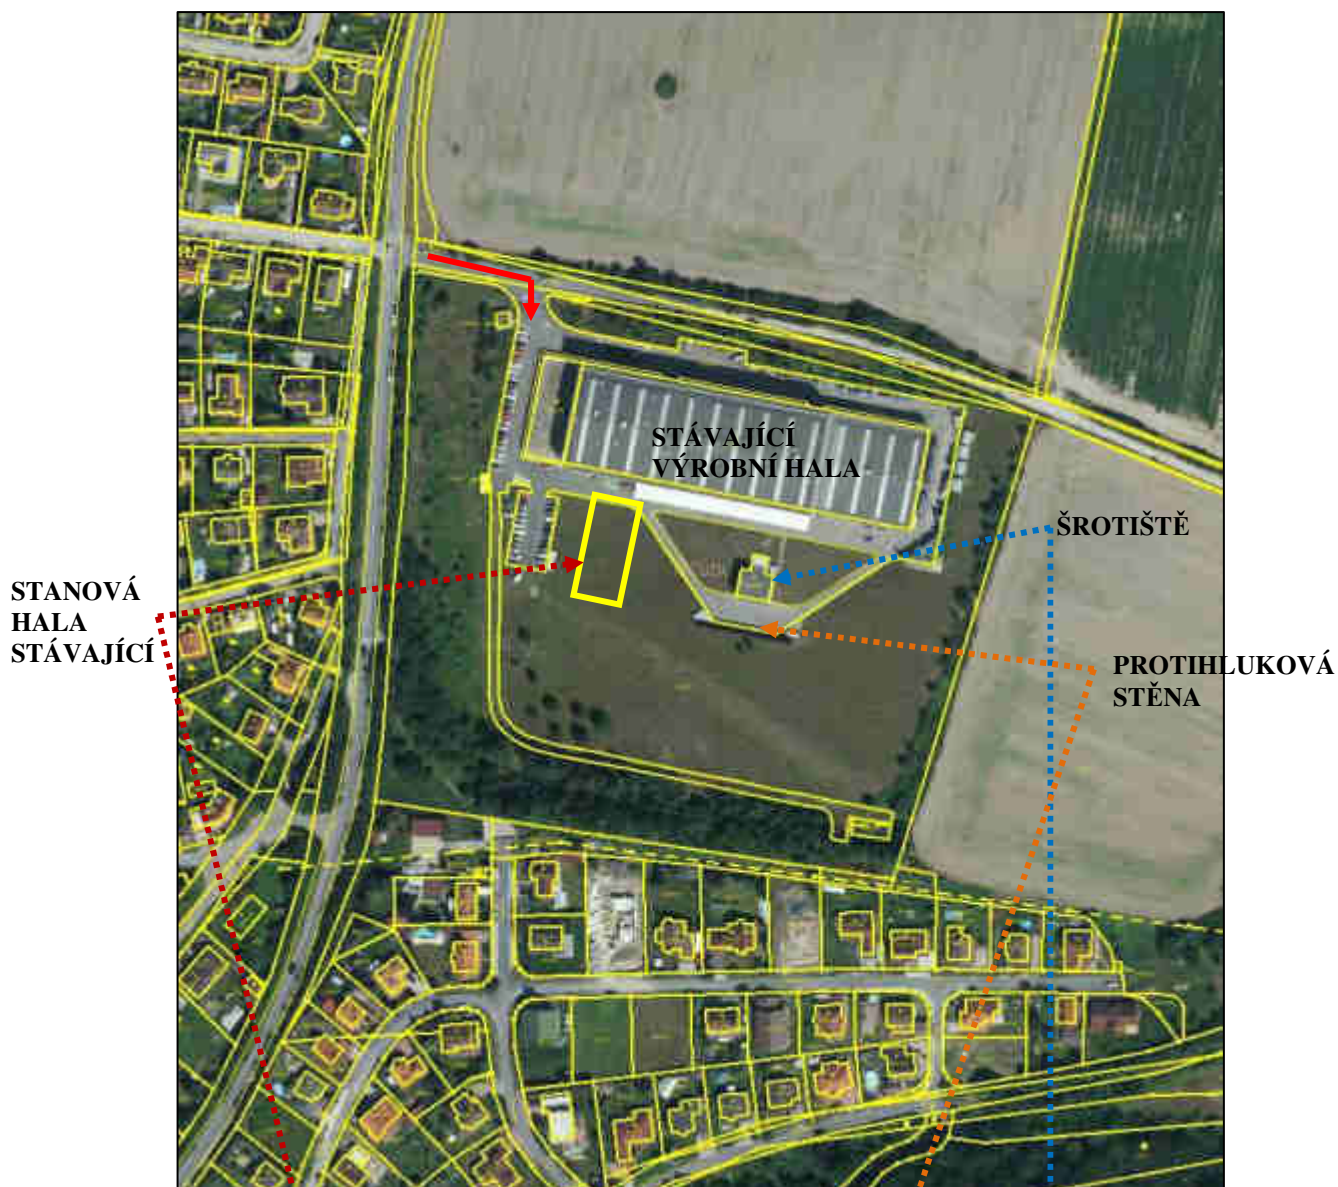 STÁVAJÍCÍ
VÝROBNÍ HALA
ŠROTIŠTĚ
STANOVÁ
HALA
STÁVAJÍCÍ
PROTIHLUKOVÁ
STĚNA